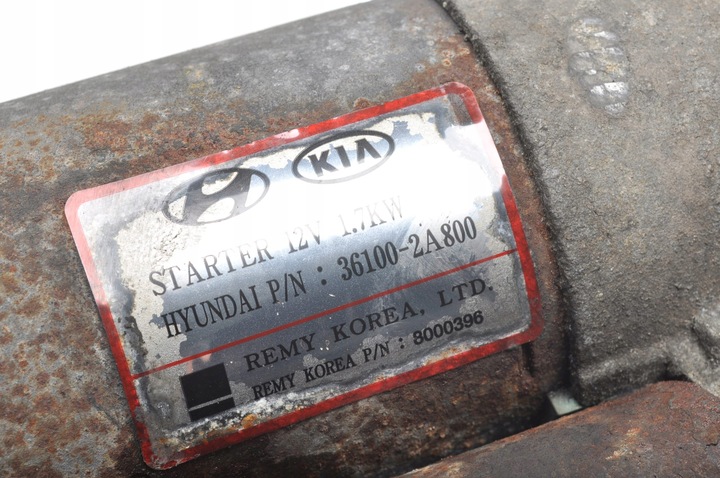 KIA
STARTER 12V 1.7KW
HYUNDAI P/N : 36100-2A800
REMY KOREA, LTD.
REMY KOREA P/N : 8000396